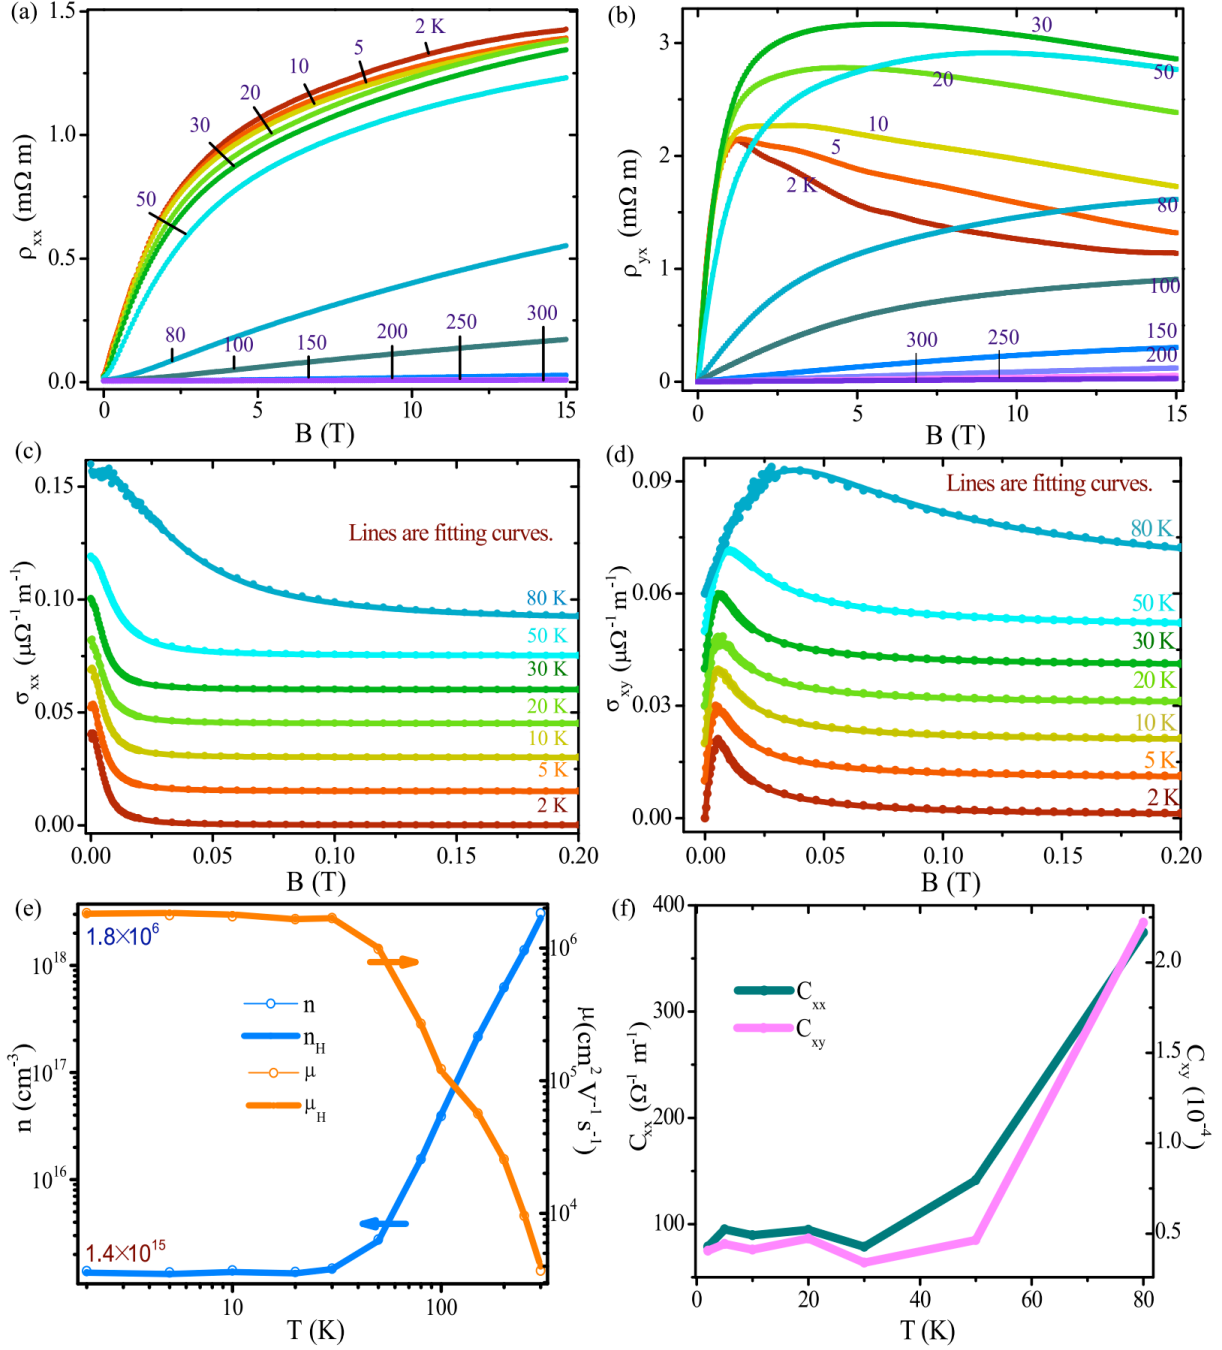 (a)
1.5
1.0
0.5
0.0
ρxx (mΩ m)
2 K
5
10
20
30
50
80
100
150
200
250
300
0
5
10
15
B (T)
(b)
3
2
1
0
ρyx (mΩ m)
30
50
20
10
5
2 K
80
100
150
200
300
250
0
5
10
15
B (T)
(c)
0.15
0.10
0.05
0.00
σxx (μΩ⁻¹ m⁻¹)
Lines are fitting curves.
80 K
50 K
30 K
20 K
10 K
5 K
2 K
0.00
0.05
0.10
0.15
0.20
B (T)
(d)
0.09
0.06
0.03
0.00
σxy (μΩ⁻¹ m⁻¹)
Lines are fitting curves.
80 K
50 K
30 K
20 K
10 K
5 K
2 K
0.00
0.05
0.10
0.15
0.20
B (T)
(e)
1.8×10⁶
10¹⁸
10¹⁷
10¹⁶
n (cm⁻³)
n
nH
μ
μH
1.4×10¹⁵
10⁶
10⁵
10⁴
μ(cm² V⁻¹ s⁻¹)
10
100
T (K)
(f)
400
350
300
250
200
150
100
Cxx (Ω⁻¹ m⁻¹)
Cxx
Cxy
2.0
1.5
1.0
0.5
Cxy (10⁻⁴)
0
20
40
60
80
T (K)